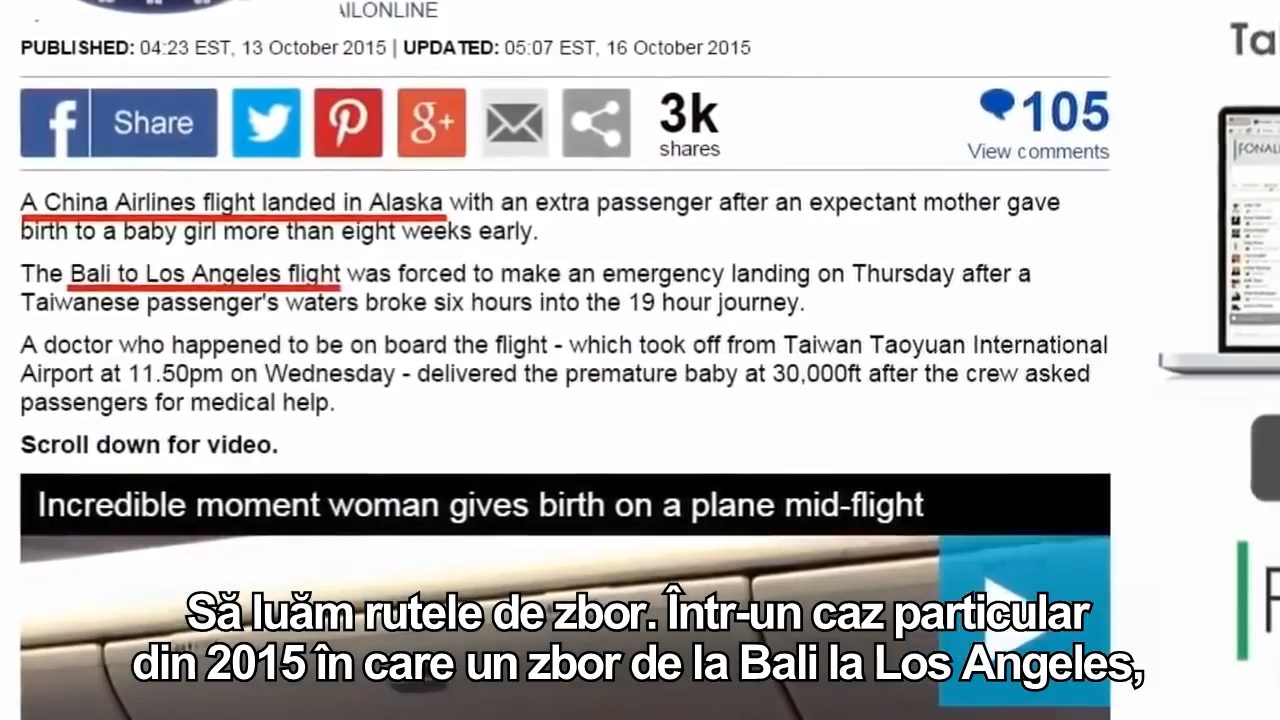 AILONLINE
PUBLISHED: 04:23 EST, 13 October 2015 | UPDATED: 05:07 EST, 16 October 2015
f Share
g+
3k
shares
105
View comments
A China Airlines flight landed in Alaska with an extra passenger after an expectant mother gave
birth to a baby girl more than eight weeks early.
The Bali to Los Angeles flight was forced to make an emergency landing on Thursday after a
Taiwanese passenger's waters broke six hours into the 19 hour journey.
A doctor who happened to be on board the flight - which took off from Taiwan Taoyuan International
Airport at 11.50pm on Wednesday - delivered the premature baby at 30,000ft after the crew asked
passengers for medical help.
Scroll down for video.
Incredible moment woman gives birth on a plane mid-flight
Să luăm rutele de zbor. Într-un caz particular
din 2015 în care un zbor de la Bali la Los Angeles,
Ta
FONAL
F